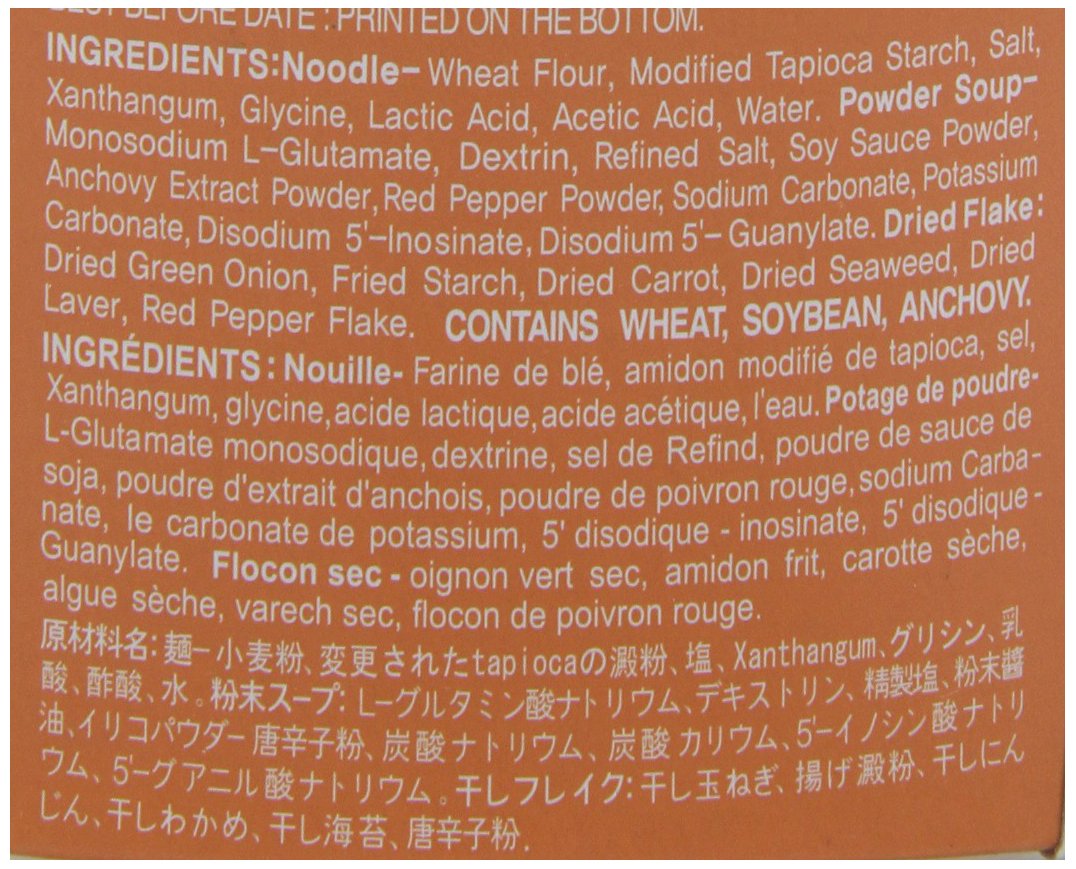 BEST BEFORE DATE : PRINTED ON THE BOTTOM.
INGREDIENTS:Noodle– Wheat Flour, Modified Tapioca Starch, Salt,
Xanthangum, Glycine, Lactic Acid, Acetic Acid, Water. Powder Soup–
Monosodium L–Glutamate, Dextrin, Refined Salt, Soy Sauce Powder,
Anchovy Extract Powder, Red Pepper Powder, Sodium Carbonate, Potassium
Carbonate, Disodium 5'–Inosinate, Disodium 5'– Guanylate. Dried Flake:
Dried Green Onion, Fried Starch, Dried Carrot, Dried Seaweed, Dried
Laver, Red Pepper Flake. CONTAINS WHEAT, SOYBEAN, ANCHOVY.
INGRÉDIENTS : Nouille- Farine de blé, amidon modifié de tapioca, sel,
Xanthangum, glycine, acide lactique, acide acétique, l'eau. Potage de poudre-
L-Glutamate monosodique, dextrine, sel de Refind, poudre de sauce de
soja, poudre d'extrait d'anchois, poudre de poivron rouge, sodium Carba-
nate, le carbonate de potassium, 5' disodique - inosinate, 5' disodique -
Guanylate. Flocon sec - oignon vert sec, amidon frit, carotte sèche,
algue sèche, varech sec, flocon de poivron rouge.
原材料名: 麺ー小麦粉、変更されたtapiocaの澱粉、塩、Xanthangum、グリシン、乳
酸、酢酸、水。粉末スープ: L－グルタミン酸ナトリウム、デキストリン、精製塩、粉末醬
油、イリコパウダー 唐辛子粉、炭酸ナトリウム、炭酸カリウム、5'－イノシン酸ナトリ
ウム、5'－グアニル酸ナトリウム。干しフレイク: 干し玉ねぎ、揚げ澱粉、干しにん
じん、干しわかめ、干し海苔、唐辛子粉.